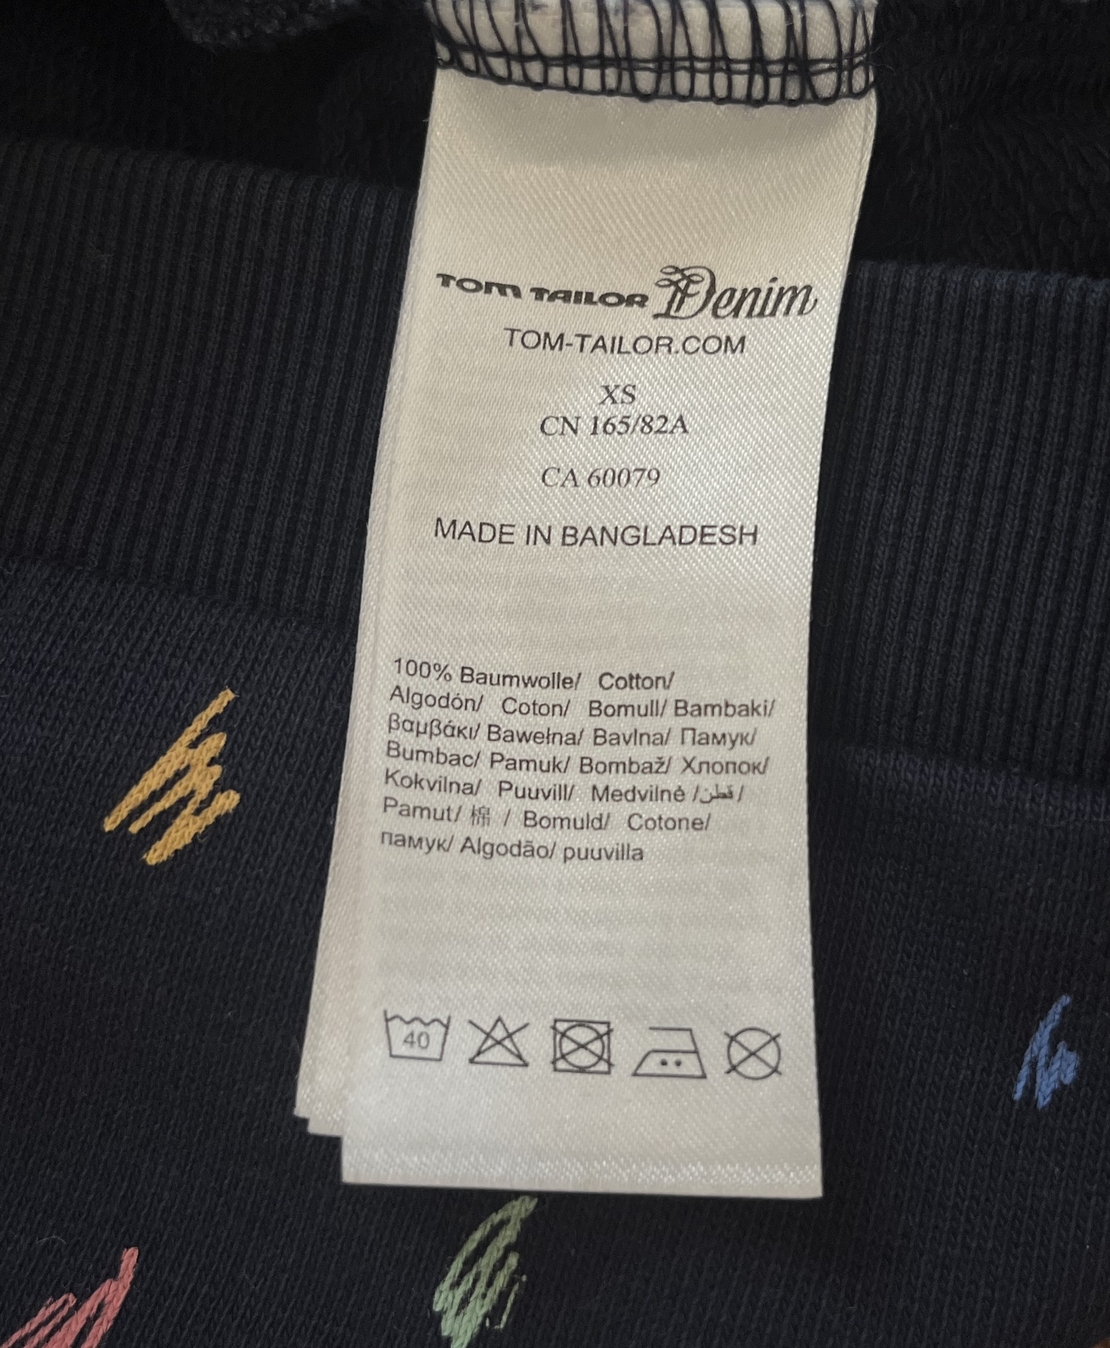 TOM TAILOR Denim
TOM-TAILOR.COM
XS
CN 165/82A
CA 60079
MADE IN BANGLADESH
100% Baumwolle/ Cotton/
Algodón/ Coton/ Bomull/ Bambaki/
βαμβάκι/ Bawełna/ Bavlna/ Памук/
Bumbac/ Pamuk/ Bombaž/ Хлопок/
Kokvilna/ Puuvill/ Medvilnė /قطن/
Pamut/ 棉 / Bomuld/ Cotone/
памук/ Algodão/ puuvilla
40